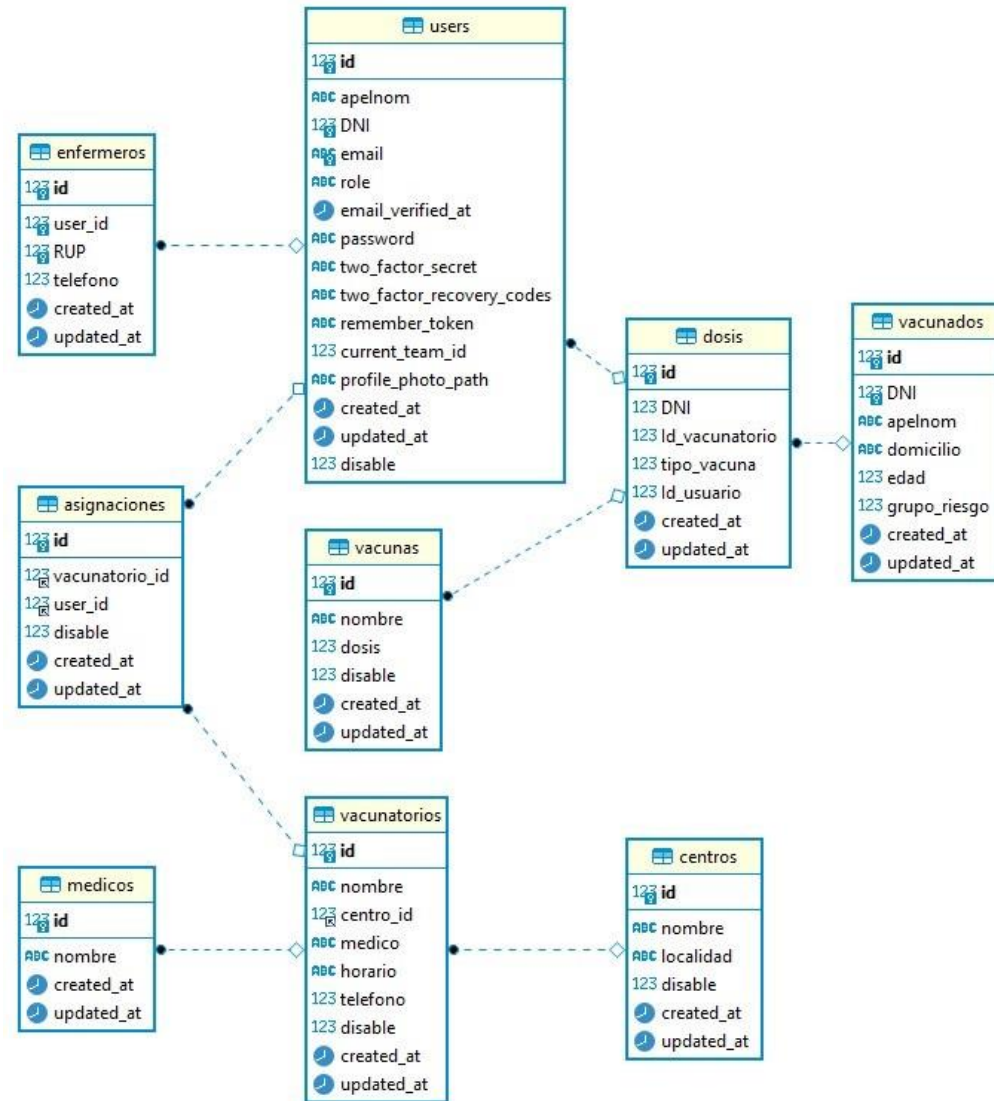 users
id
apelnom
DNI
email
role
email_verified_at
password
two_factor_secret
two_factor_recovery_codes
remember_token
current_team_id
profile_photo_path
created_at
updated_at
disable
enfermeros
id
user_id
RUP
telefono
created_at
updated_at
dosis
id
DNI
Id_vacunatorio
tipo_vacuna
Id_usuario
created_at
updated_at
vacunados
id
DNI
apelnom
domicilio
edad
grupo_riesgo
created_at
updated_at
asignaciones
id
vacunatorio_id
user_id
disable
created_at
updated_at
vacunas
id
nombre
dosis
disable
created_at
updated_at
vacunatorios
id
nombre
centro_id
medico
horario
telefono
disable
created_at
updated_at
medicos
id
nombre
created_at
updated_at
centros
id
nombre
localidad
disable
created_at
updated_at